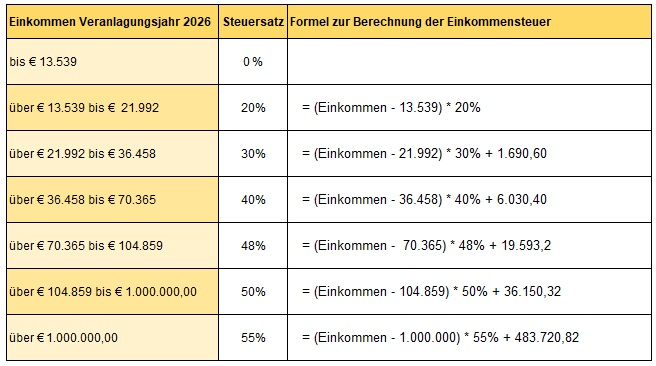 Einkommen Veranlagungsjahr 2026 Steuersatz Formel zur Berechnung der Einkommensteuer
bis € 13.539 0 %
über € 13.539 bis € 21.992 20% = (Einkommen - 13.539) * 20%
über € 21.992 bis € 36.458 30% = (Einkommen - 21.992) * 30% + 1.690,60
über € 36.458 bis € 70.365 40% = (Einkommen - 36.458) * 40% + 6.030,40
über € 70.365 bis € 104.859 48% = (Einkommen - 70.365) * 48% + 19.593,2
über € 104.859 bis € 1.000.000,00 50% = (Einkommen - 104.859) * 50% + 36.150,32
über € 1.000.000,00 55% = (Einkommen - 1.000.000) * 55% + 483.720,82